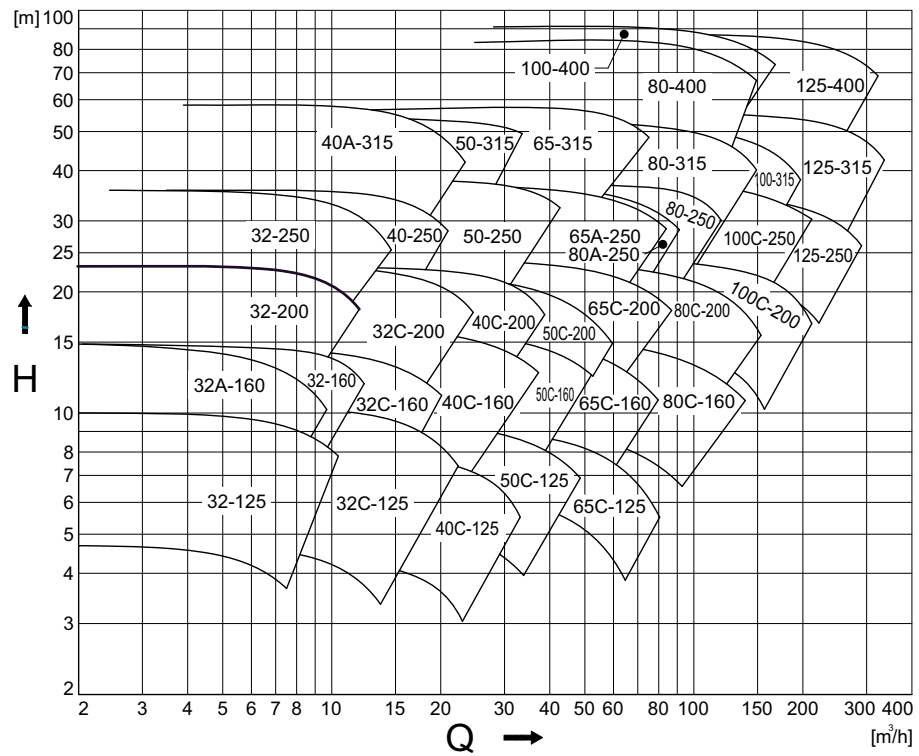 [m] 100
80
100-400
70
80-400
125-400
60
50
40A-315
50-315
65-315
80-315
125-315
40
100-315
30
80-250
32-250
40-250
50-250
65A-250
100C-250
25
80A-250
125-250
20
100C-200
32-200
65C-200
80C-200
32C-200
40C-200
50C-200
15
H
32A-160
32-160
32C-160
40C-160
50C-160
65C-160
80C-160
10
8
7
50C-125
6
32-125
32C-125
65C-125
40C-125
5
4
3
2
2 3 4 5 6 7 8 10 15 20 30 40 50 60 80 100 150 200 300 400
Q
[m³/h]